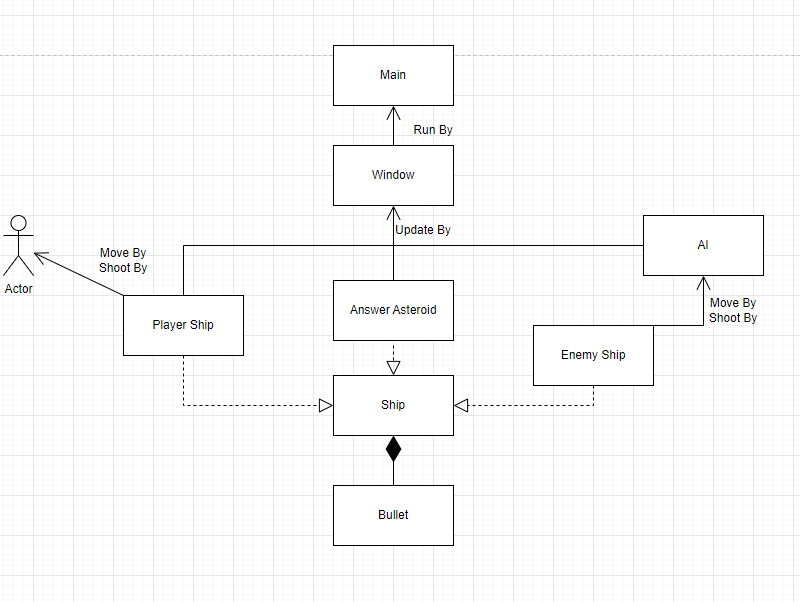 Main
Run By
Window
Update By
AI
Move By
Shoot By
Actor
Player Ship
Answer Asteroid
Move By
Shoot By
Enemy Ship
Ship
Bullet